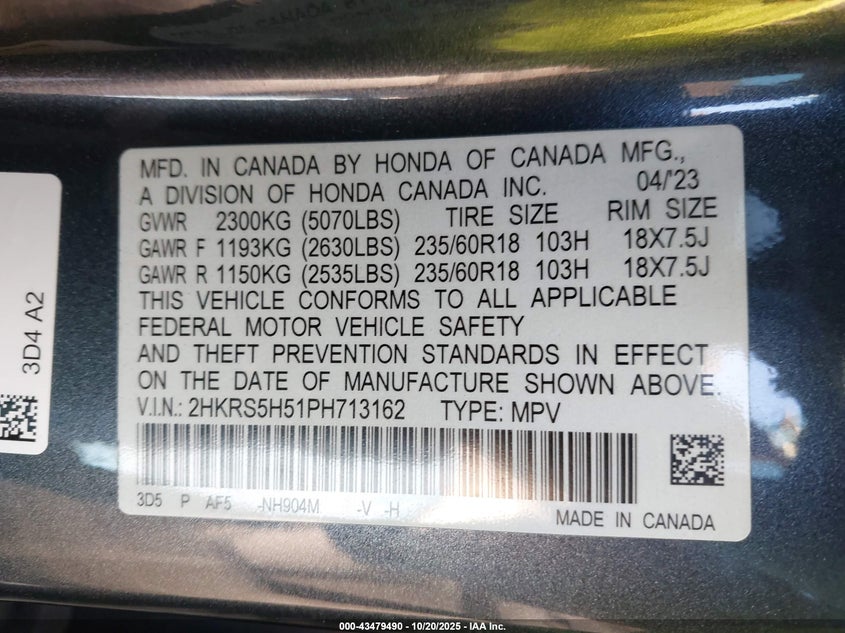 MFD. IN CANADA BY HONDA OF CANADA MFG.,
A DIVISION OF HONDA CANADA INC. 04/'23
GVWR 2300KG (5070LBS) TIRE SIZE RIM SIZE
GAWR F 1193KG (2630LBS) 235/60R18 103H 18X7.5J
GAWR R 1150KG (2535LBS) 235/60R18 103H 18X7.5J
THIS VEHICLE CONFORMS TO ALL APPLICABLE
FEDERAL MOTOR VEHICLE SAFETY
AND THEFT PREVENTION STANDARDS IN EFFECT
ON THE DATE OF MANUFACTURE SHOWN ABOVE.
V.I.N.: 2HKRS5H51PH713162 TYPE: MPV
3D5 P AF5 -NH904M -V -H
MADE IN CANADA
3D4 A2
000-43479490 - 10/20/2025 - IAA Inc.